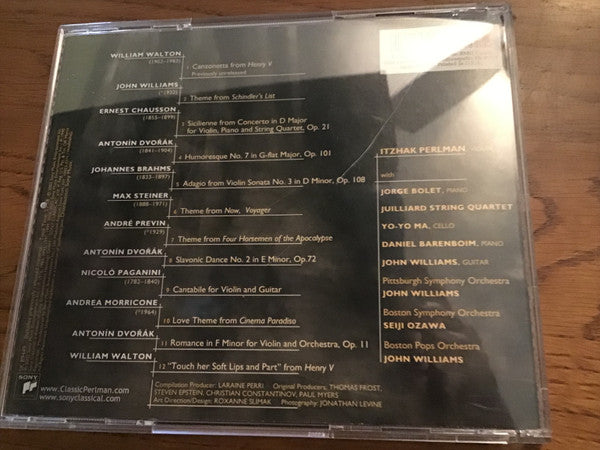 WILLIAM WALTON
(1902-1983)
1 Canzonetta from Henry V
Previously unreleased
JOHN WILLIAMS
(*1932)
2 Theme from Schindler's List
ERNEST CHAUSSON
(1855-1899)
3 Sicilienne from Concerto in D Major
for Violin, Piano and String Quartet, Op. 21
ANTONÍN DVOŘÁK
(1841-1904)
4 Humoresque No. 7 in G-flat Major, Op. 101
JOHANNES BRAHMS
(1833-1897)
5 Adagio from Violin Sonata No. 3 in D Minor, Op. 108
MAX STEINER
(1888-1971)
6 Theme from Now, Voyager
ANDRÉ PREVIN
(*1929)
7 Theme from Four Horsemen of the Apocalypse
ANTONÍN DVOŘÁK
8 Slavonic Dance No. 2 in E Minor, Op.72
NICOLÒ PAGANINI
(1782-1840)
9 Cantabile for Violin and Guitar
ANDREA MORRICONE
(*1964)
10 Love Theme from Cinema Paradiso
ANTONÍN DVOŘÁK
11 Romance in F Minor for Violin and Orchestra, Op. 11
WILLIAM WALTON
12 "Touch her Soft Lips and Part" from Henry V
ITZHAK PERLMAN, VIOLIN
with
JORGE BOLET, PIANO
JUILLIARD STRING QUARTET
YO-YO MA, CELLO
DANIEL BARENBOIM, PIANO
JOHN WILLIAMS, GUITAR
Pittsburgh Symphony Orchestra
JOHN WILLIAMS
Boston Symphony Orchestra
SEIJI OZAWA
Boston Pops Orchestra
JOHN WILLIAMS
SONY
www.ClassicPerlman.com
www.sonyclassical.com
Compilation Producer: LARAINE PERRI Original Producers: THOMAS FROST,
STEVEN EPSTEIN, CHRISTIAN CONSTANTINOV, PAUL MYERS
Art Direction/Design: ROXANNE SLIMAK Photography: JONATHAN LEVINE